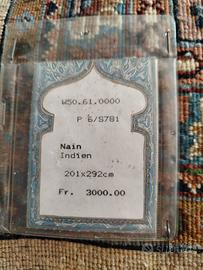 W50.61.0000
P 6/S781
Nain
Indien
201x292cm
Fr. 3000.00